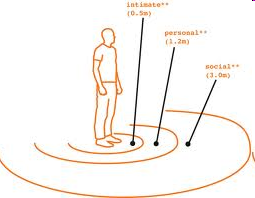 intimate**
(0.5m)
personal**
(1.2m)
social**
(3.0m)